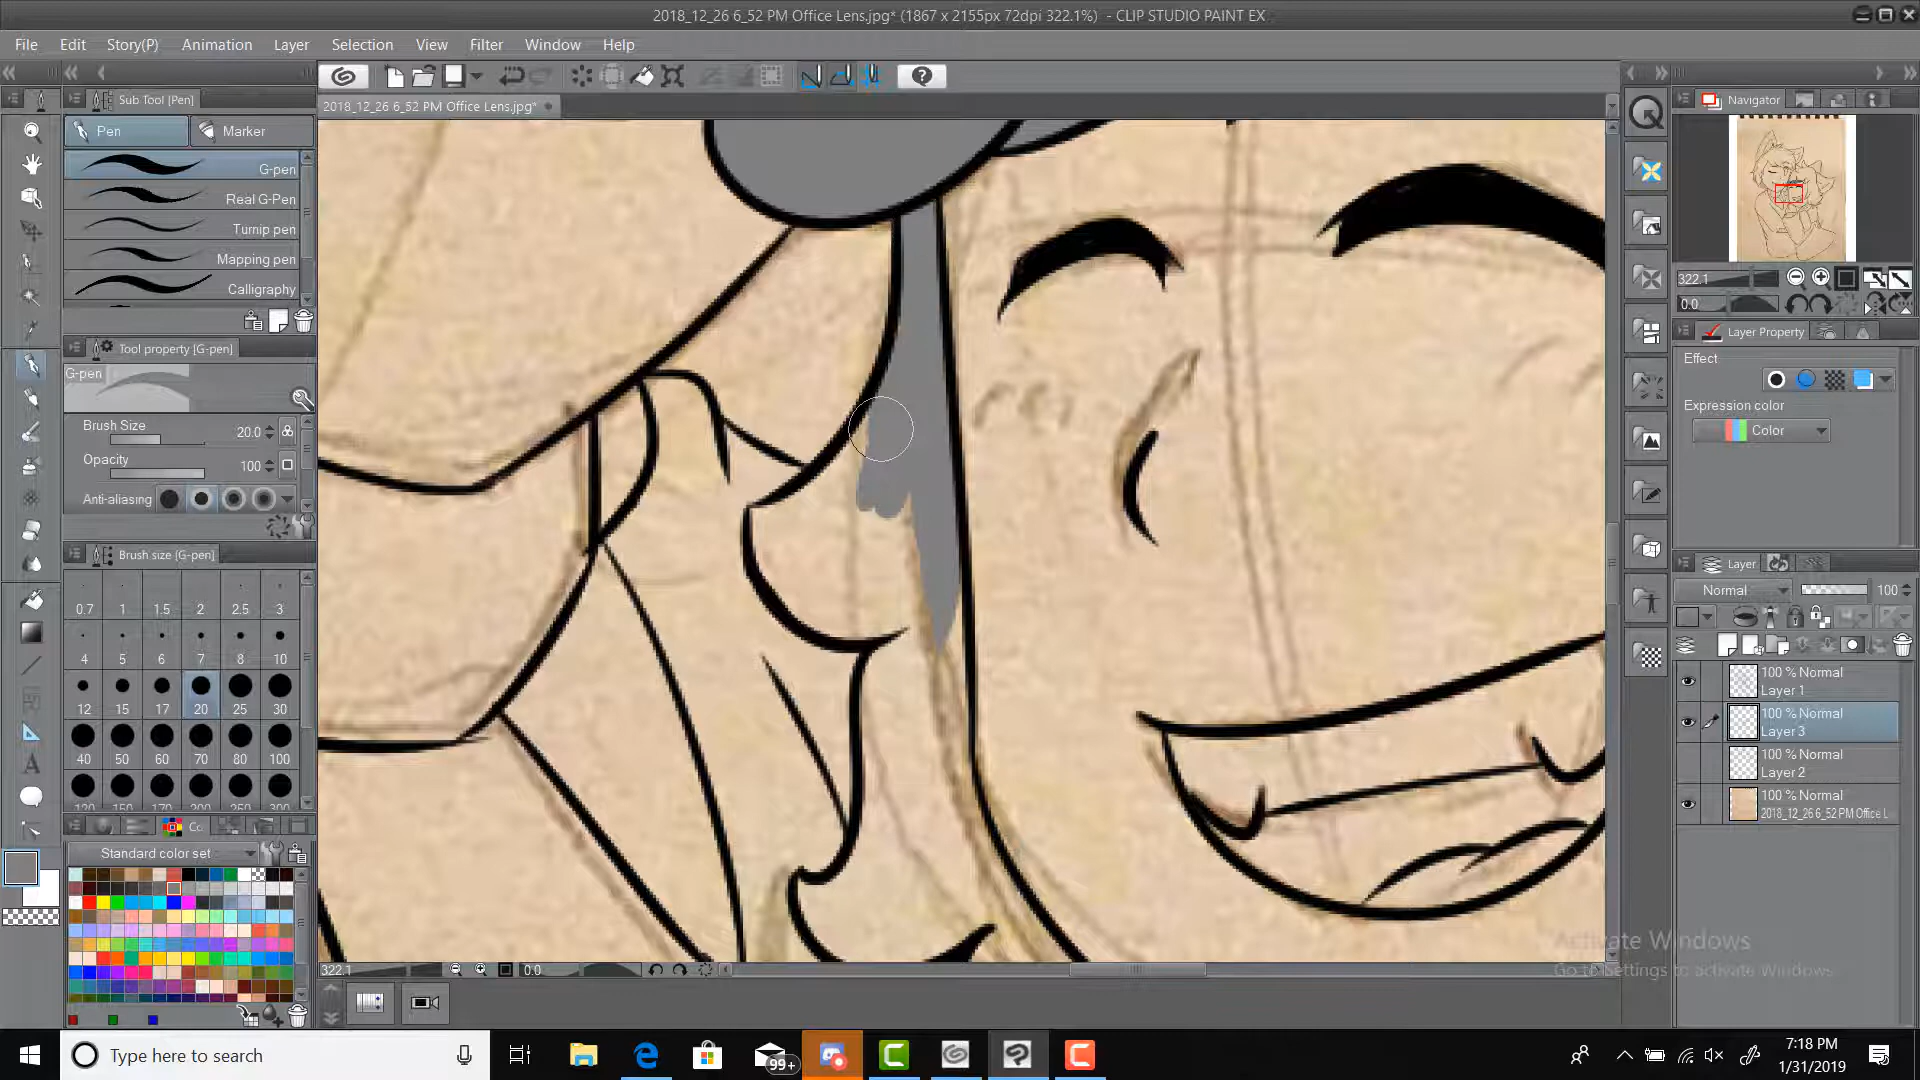 2018_12_26 6_52 PM Office Lens.jpg* (1867 x 2155px 72dpi 322.1%) - CLIP STUDIO PAINT EX
File Edit Story(P) Animation Layer Selection View Filter Window Help
Sub Tool [Pen]
2018_12_26 6_52 PM Office Lens.jpg*
Navigator
Pen Marker
G-pen
Real G-Pen
Turnip pen
Mapping pen
Calligraphy
322.1
0.0
Tool property [G-pen]
Layer Property
G-pen
Effect
Brush Size 20.0
Expression color
Color
Opacity 100
Anti-aliasing
Brush size [G-pen]
Layer
Normal 100
0.7 1 1.5 2 2.5 3
4 5 6 7 8 10
12 15 17 20 25 30
40 50 60 70 80 100
120 150 170 200 250 300
100 % Normal
Layer 1
100 % Normal
Layer 3
100 % Normal
Layer 2
100 % Normal
2018_12_26 6_52 PM Office L
Co
Standard color set
Activate Windows
Go to Settings to activate Windows.
322.1 0.0
Type here to search
99+
7:18 PM
1/31/2019